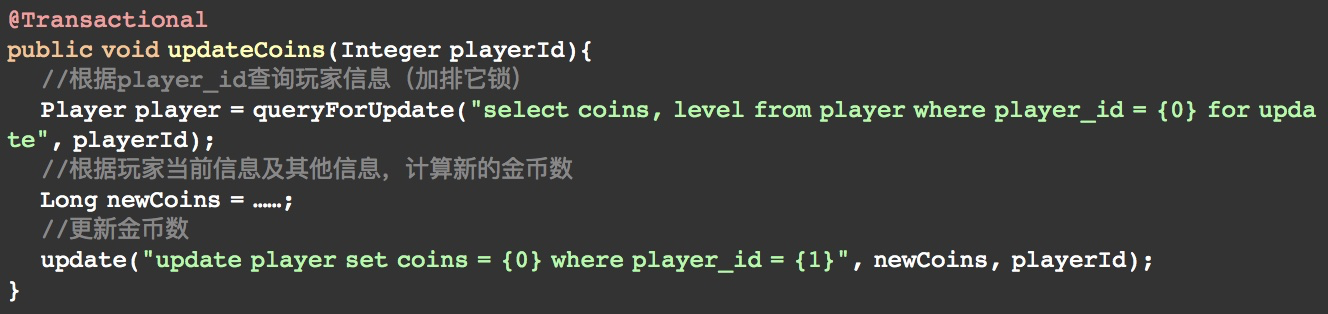 @Transactional
public void updateCoins(Integer playerId){
//根据player_id查询玩家信息（加排它锁）
Player player = queryForUpdate("select coins, level from player where player_id = {0} for upda
te", playerId);
//根据玩家当前信息及其他信息，计算新的金币数
Long newCoins = ……;
//更新金币数
update("update player set coins = {0} where player_id = {1}", newCoins, playerId);
}